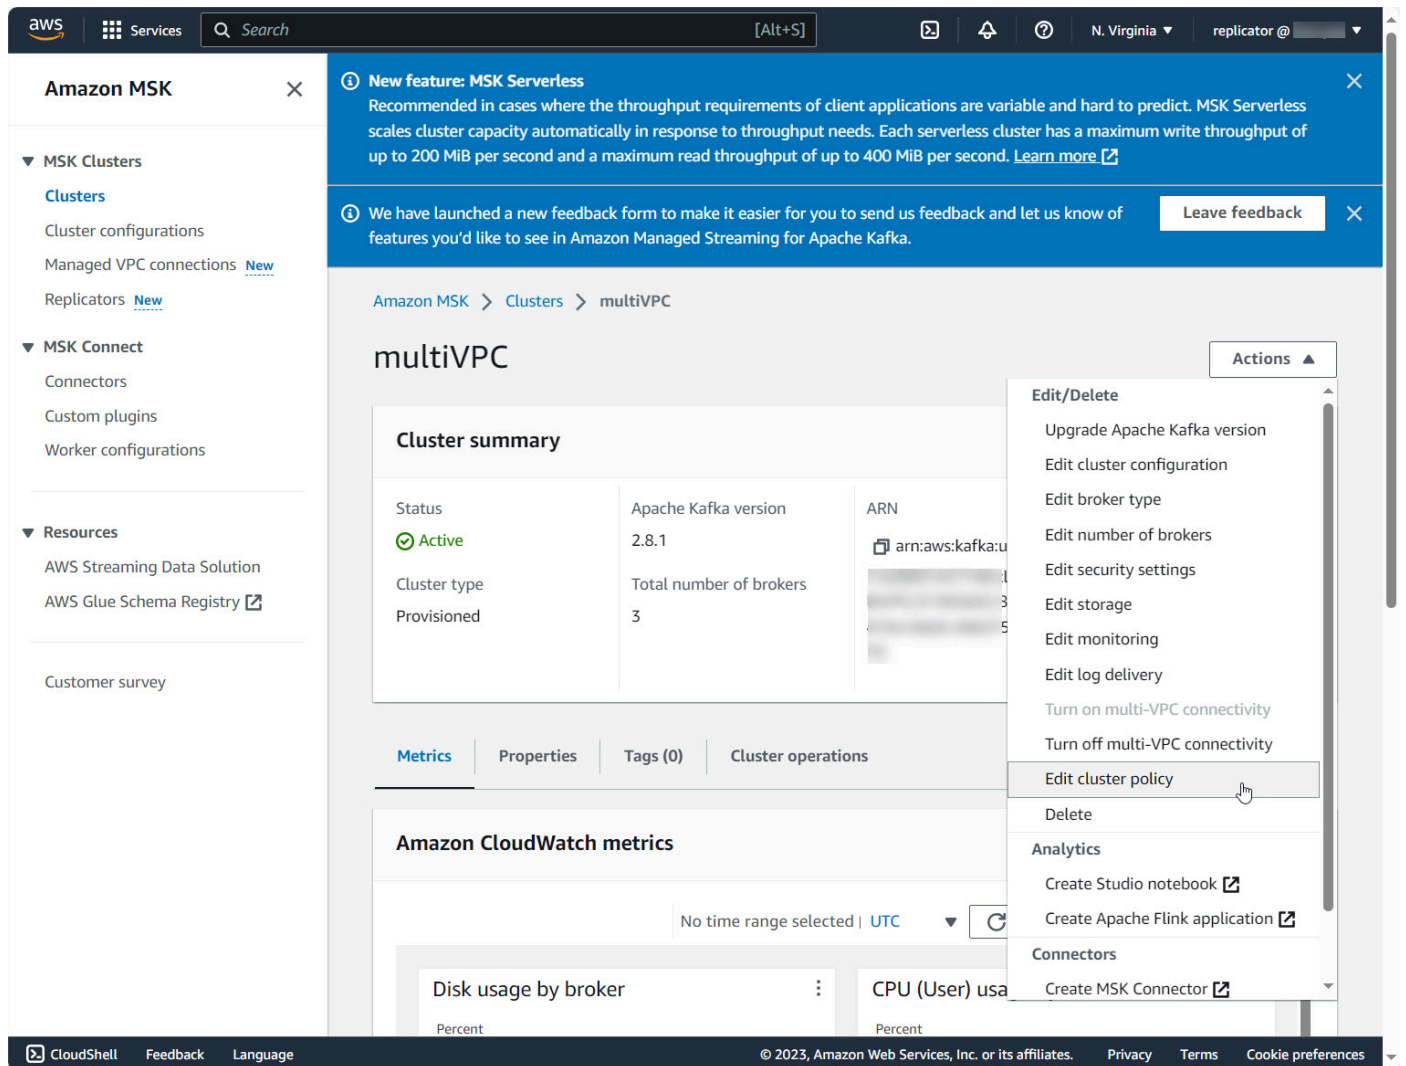 aws
Services
Search
[Alt+S]
N. Virginia
replicator @
Amazon MSK
MSK Clusters
Clusters
Cluster configurations
Managed VPC connections New
Replicators New
MSK Connect
Connectors
Custom plugins
Worker configurations
Resources
AWS Streaming Data Solution
AWS Glue Schema Registry
Customer survey
New feature: MSK Serverless
Recommended in cases where the throughput requirements of client applications are variable and hard to predict. MSK Serverless
scales cluster capacity automatically in response to throughput needs. Each serverless cluster has a maximum write throughput of
up to 200 MiB per second and a maximum read throughput of up to 400 MiB per second. Learn more
We have launched a new feedback form to make it easier for you to send us feedback and let us know of
features you'd like to see in Amazon Managed Streaming for Apache Kafka.
Leave feedback
Amazon MSK > Clusters > multiVPC
multiVPC
Actions
Cluster summary
Status
Active
Cluster type
Provisioned
Apache Kafka version
2.8.1
Total number of brokers
3
ARN
arn:aws:kafka:u
Edit/Delete
Upgrade Apache Kafka version
Edit cluster configuration
Edit broker type
Edit number of brokers
Edit security settings
Edit storage
Edit monitoring
Edit log delivery
Turn on multi-VPC connectivity
Turn off multi-VPC connectivity
Edit cluster policy
Delete
Analytics
Create Studio notebook
Create Apache Flink application
Connectors
Create MSK Connector
Metrics
Properties
Tags (0)
Cluster operations
Amazon CloudWatch metrics
No time range selected | UTC
Disk usage by broker
Percent
CPU (User) usa
Percent
CloudShell
Feedback
Language
© 2023, Amazon Web Services, Inc. or its affiliates.
Privacy
Terms
Cookie preferences